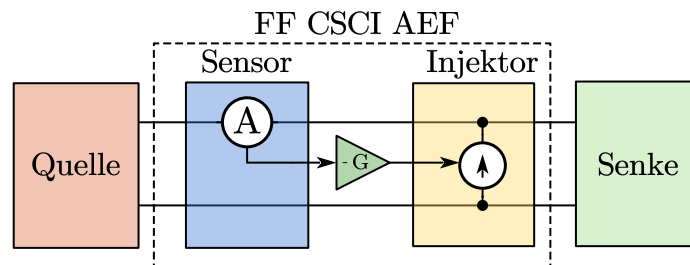 FF CSCI AEF
Sensor
Injektor
Quelle
A
- G
Senke